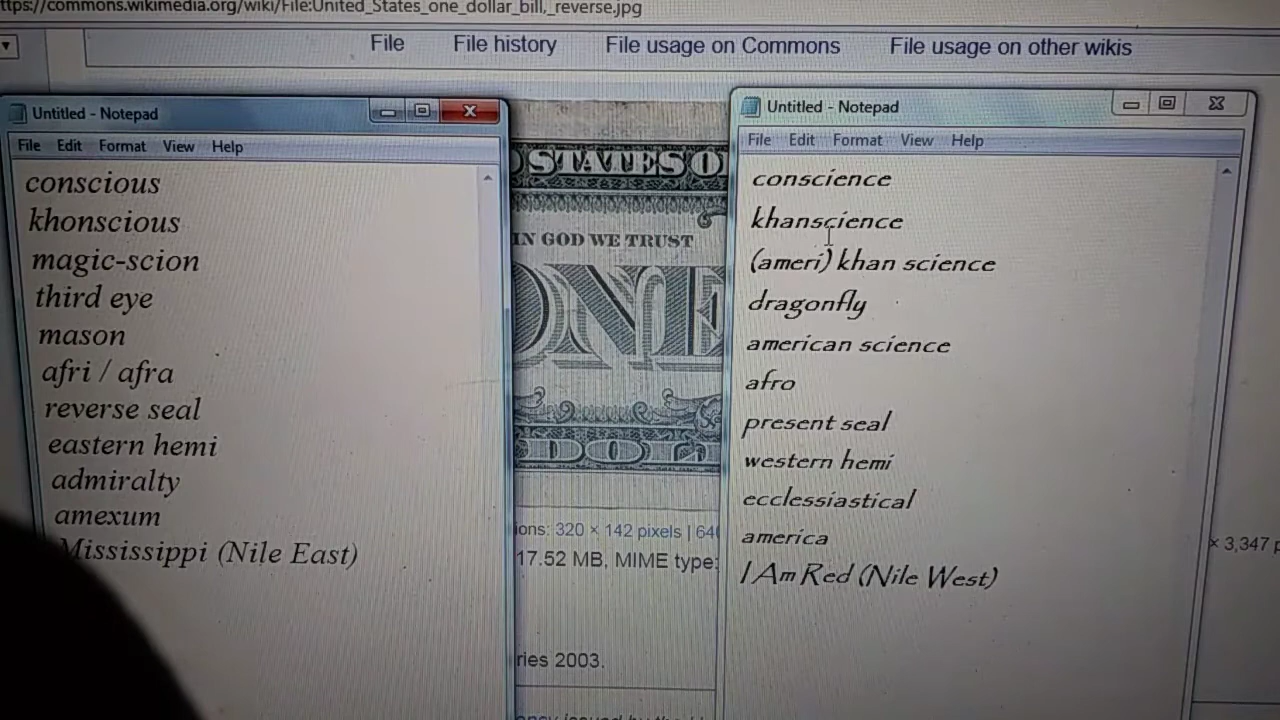 ttps://commons.wikimedia.org/wiki/File:United_States_one_dollar_bill,_reverse.jpg
File File history File usage on Commons File usage on other wikis
Untitled - Notepad
File Edit Format View Help
conscious
khonscious
magic-scion
third eye
mason
afri / afra
reverse seal
eastern hemi
admiralty
amexum
Mississippi (Nile East)
STATES O
IN GOD WE TRUST
ONE
DOL
ions: 320 × 142 pixels | 640
17.52 MB, MIME type:
ries 2003.
Untitled - Notepad
File Edit Format View Help
conscience
khanscience
(ameri) khan science
dragonfly
american science
afro
present seal
western hemi
ecclessiastical
america
I Am Red (Nile West)
× 3,347 p